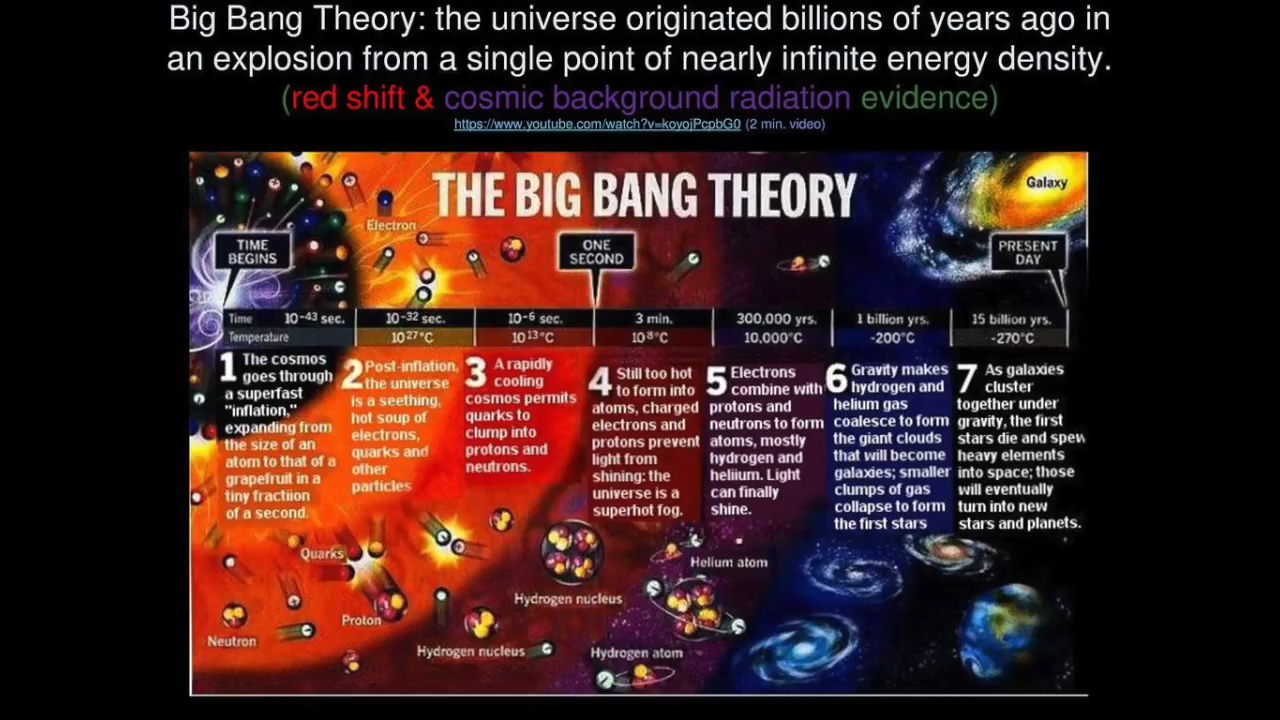 Big Bang Theory: the universe originated billions of years ago in
an explosion from a single point of nearly infinite energy density.
(red shift & cosmic background radiation evidence)
https://www.youtube.com/watch?v=koyojPcpbG0 (2 min. video)
THE BIG BANG THEORY
Galaxy
Electron
TIME
BEGINS
ONE
SECOND
PRESENT
DAY
Time 10⁻⁴³ sec. 10⁻³² sec. 10⁻⁶ sec. 3 min. 300,000 yrs. 1 billion yrs. 15 billion yrs.
Temperature 10²⁷°C 10¹³°C 10⁸°C 10,000°C -200°C -270°C
1 The cosmos
goes through
a superfast
"inflation,"
expanding from
the size of an
atom to that of a
grapefruit in a
tiny fractiion
of a second.
2 Post-inflation,
the universe
is a seething,
hot soup of
electrons,
quarks and
other
particles
3 A rapidly
cooling
cosmos permits
quarks to
clump into
protons and
neutrons.
4 Still too hot
to form into
atoms, charged
electrons and
protons prevent
light from
shining: the
universe is a
superhot fog.
5 Electrons
combine with
protons and
neutrons to form
atoms, mostly
hydrogen and
heliium. Light
can finally
shine.
6 Gravity makes
hydrogen and
helium gas
coalesce to form
the giant clouds
that will become
galaxies; smaller
clumps of gas
collapse to form
the first stars
7 As galaxies
cluster
together under
gravity, the first
stars die and spew
heavy elements
into space; those
will eventually
turn into new
stars and planets.
Quarks
Helium atom
Hydrogen nucleus
Proton
Neutron
Hydrogen nucleus
Hydrogen atom